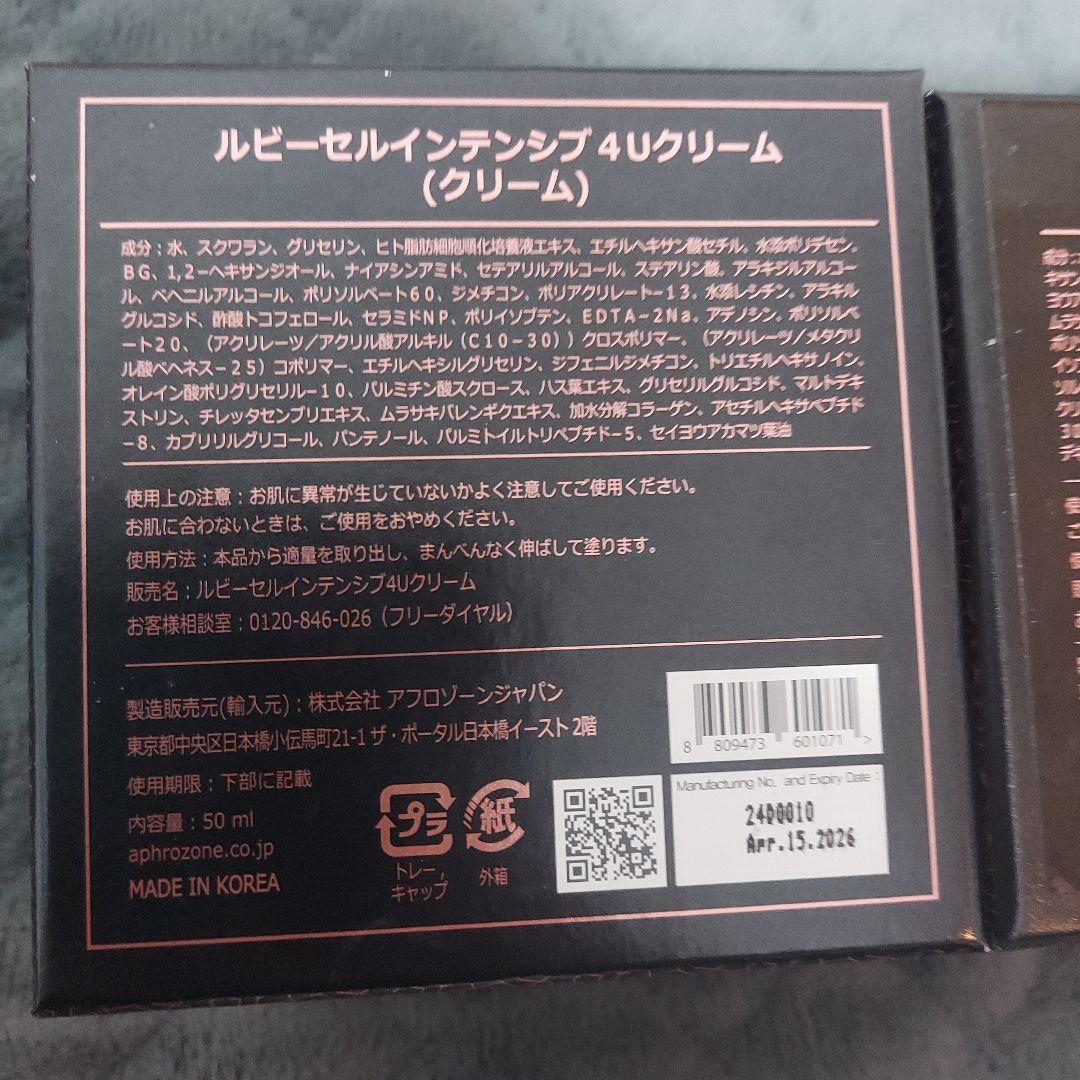 ルビーセルインテンシブ4Uクリーム
(クリーム)
成分：水、スクワラン、グリセリン、ヒト脂肪細胞順化培養液エキス、エチルヘキサン酸セチル、水添ポリデセン、
BG、1,2-ヘキサンジオール、ナイアシンアミド、セテアリルアルコール、ステアリン酸、アラキジルアルコー
ル、ベヘニルアルコール、ポリソルベート60、ジメチコン、ポリアクリレート-13、水添レシチン、アラキル
グルコシド、酢酸トコフェロール、セラミドNP、ポリイソブテン、EDTA-2Na、アデノシン、ポリソルベ
ート20、（アクリレーツ／アクリル酸アルキル（C10-30））クロスポリマー、（アクリレーツ／メタクリ
ル酸ベヘネス-25）コポリマー、エチルヘキシルグリセリン、ジフェニルジメチコン、トリエチルヘキサノイン、
オレイン酸ポリグリセリル-10、パルミチン酸スクロース、ハス葉エキス、グリセリルグルコシド、マルトデキ
ストリン、チレッタセンブリエキス、ムラサキバレンギクエキス、加水分解コラーゲン、アセチルヘキサペプチド
-8、カプリリルグリコール、パンテノール、パルミトイルトリペプチド-5、セイヨウアカマツ葉油
使用上の注意：お肌に異常が生じていないかよく注意してご使用ください。
お肌に合わないときは、ご使用をおやめください。
使用方法：本品から適量を取り出し、まんべんなく伸ばして塗ります。
販売名：ルビーセルインテンシブ4Uクリーム
お客様相談室：0120-846-026（フリーダイヤル）
製造販売元(輸入元)：株式会社 アフロゾーンジャパン
東京都中央区日本橋小伝馬町21-1 ザ・ポータル日本橋イースト 2階
使用期限：下部に記載
内容量：50 ml
aphrozone.co.jp
MADE IN KOREA
プラ
トレー,
キャップ
紙
外箱
8 809473 601071 >
Manufacturing No. and Expiry Date :
24D0010
Apr.15.2026